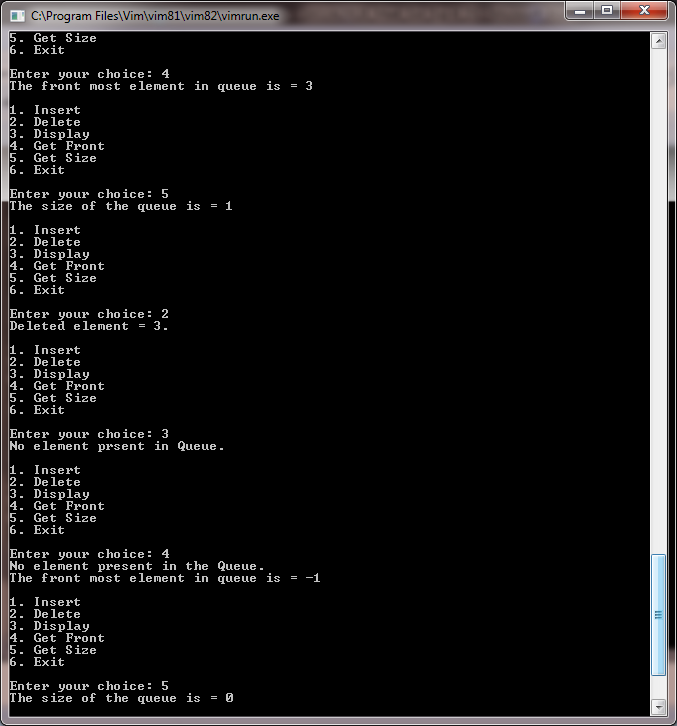 C:\Program Files\Vim\vim81\vim82\vimrun.exe
5. Get Size
6. Exit
Enter your choice: 4
The front most element in queue is = 3
1. Insert
2. Delete
3. Display
4. Get Front
5. Get Size
6. Exit
Enter your choice: 5
The size of the queue is = 1
1. Insert
2. Delete
3. Display
4. Get Front
5. Get Size
6. Exit
Enter your choice: 2
Deleted element = 3.
1. Insert
2. Delete
3. Display
4. Get Front
5. Get Size
6. Exit
Enter your choice: 3
No element prsent in Queue.
1. Insert
2. Delete
3. Display
4. Get Front
5. Get Size
6. Exit
Enter your choice: 4
No element present in the Queue.
The front most element in queue is = -1
1. Insert
2. Delete
3. Display
4. Get Front
5. Get Size
6. Exit
Enter your choice: 5
The size of the queue is = 0